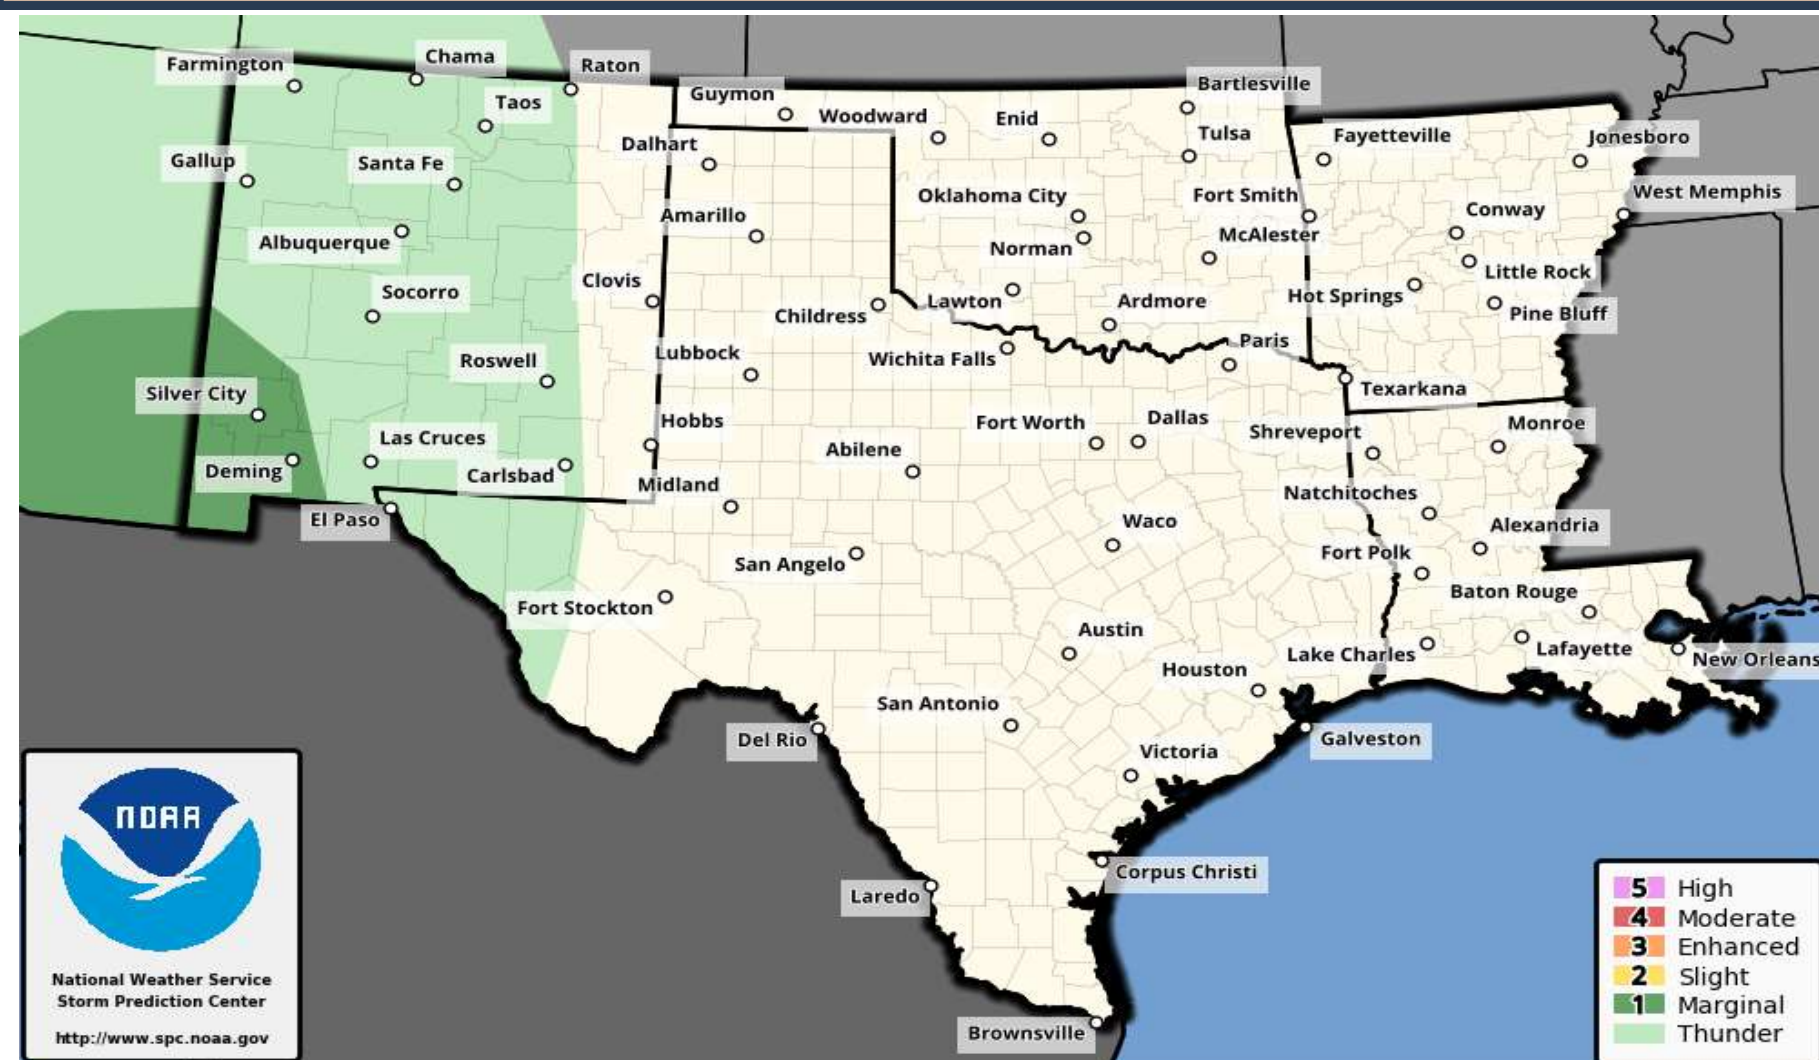 Farmington
Chama
Raton
Taos
Guymon
Woodward
Enid
Bartlesville
Tulsa
Fayetteville
Jonesboro
Gallup
Santa Fe
Dalhart
Oklahoma City
Fort Smith
Conway
West Memphis
Albuquerque
Amarillo
Norman
McAlester
Little Rock
Socorro
Clovis
Childress
Lawton
Ardmore
Hot Springs
Pine Bluff
Roswell
Lubbock
Wichita Falls
Paris
Texarkana
Silver City
Las Cruces
Hobbs
Abilene
Fort Worth
Dallas
Shreveport
Monroe
Deming
Carlsbad
Midland
Natchitoches
El Paso
San Angelo
Waco
Fort Polk
Alexandria
Fort Stockton
Baton Rouge
Austin
Houston
Lake Charles
Lafayette
New Orleans
San Antonio
Del Rio
Victoria
Galveston
Laredo
Corpus Christi
Brownsville
NOAA
National Weather Service
Storm Prediction Center
http://www.spc.noaa.gov
5 High
4 Moderate
3 Enhanced
2 Slight
1 Marginal
Thunder